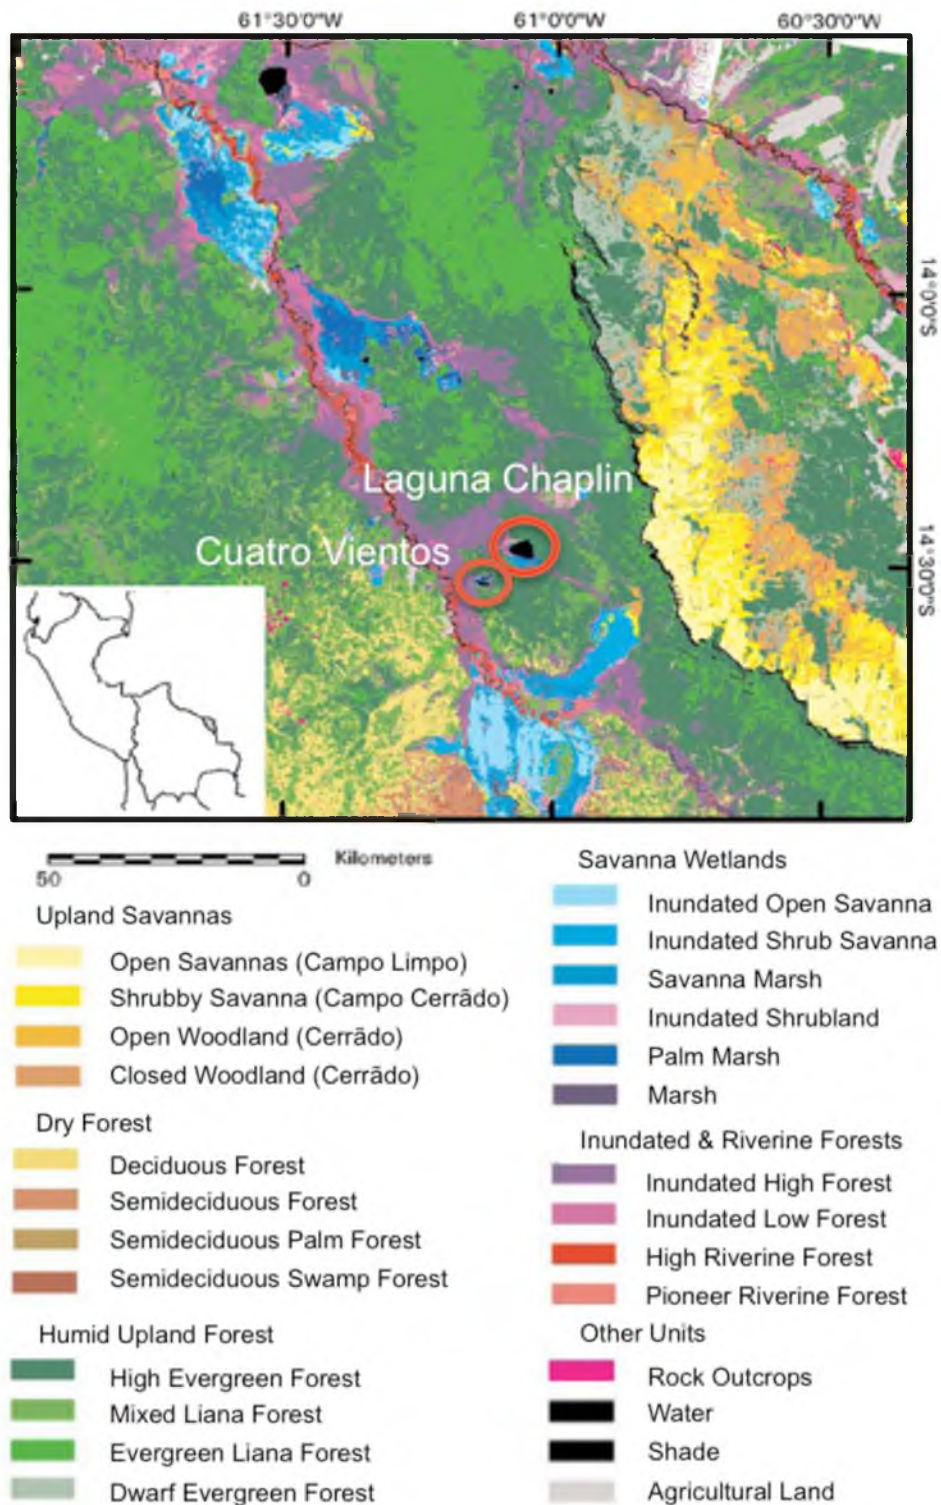 61°30'0"W 61°0'0"W 60°30'0"W
14°0'0"S
Laguna Chaplin
Cuatro Vientos
14°30'0"S
Kilometers
50 0
Upland Savannas
Open Savannas (Campo Limpo)
Shrubby Savanna (Campo Cerrãdo)
Open Woodland (Cerrãdo)
Closed Woodland (Cerrãdo)
Dry Forest
Deciduous Forest
Semideciduous Forest
Semideciduous Palm Forest
Semideciduous Swamp Forest
Humid Upland Forest
High Evergreen Forest
Mixed Liana Forest
Evergreen Liana Forest
Dwarf Evergreen Forest
Savanna Wetlands
Inundated Open Savanna
Inundated Shrub Savanna
Savanna Marsh
Inundated Shrubland
Palm Marsh
Marsh
Inundated & Riverine Forests
Inundated High Forest
Inundated Low Forest
High Riverine Forest
Pioneer Riverine Forest
Other Units
Rock Outcrops
Water
Shade
Agricultural Land